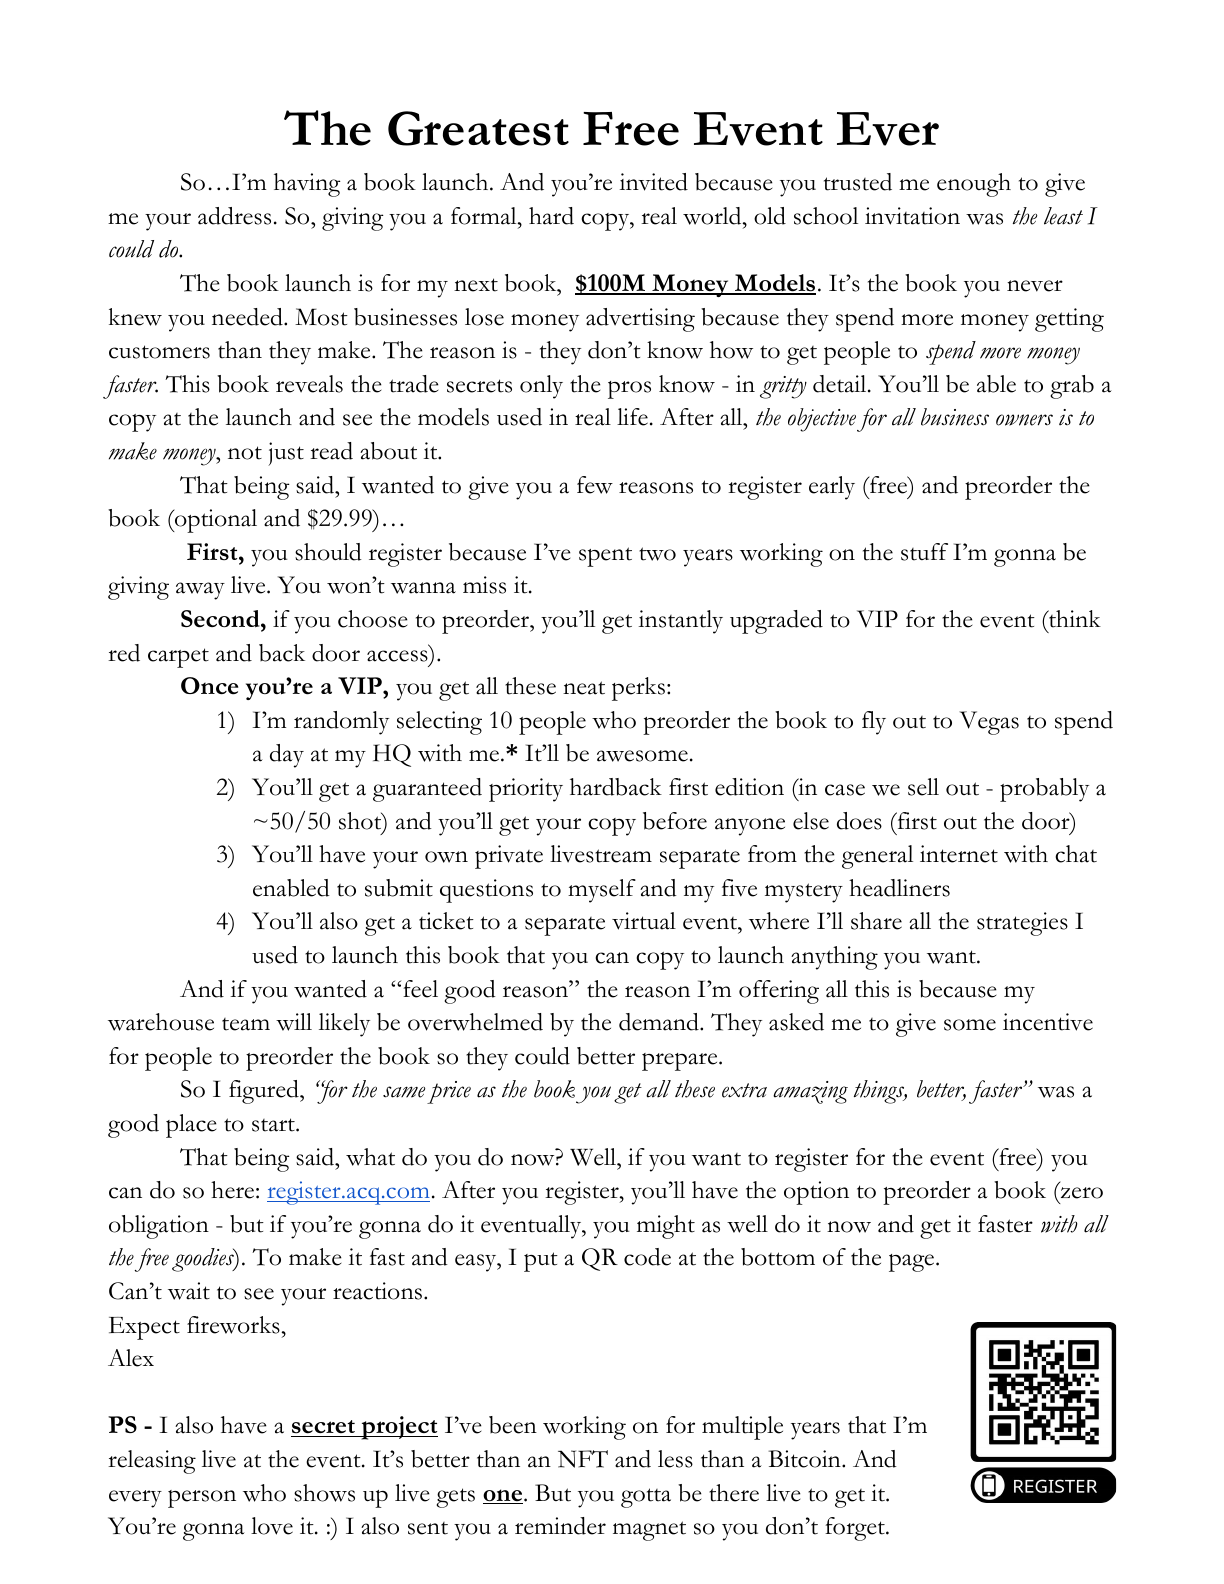 The Greatest Free Event Ever
So…I’m having a book launch. And you’re invited because you trusted me enough to give
me your address. So, giving you a formal, hard copy, real world, old school invitation was the least I
could do.
The book launch is for my next book,  $100M Money Models. It’s the book you never
knew you needed. Most businesses lose money advertising because they spend more money getting
customers than they make. The reason is - they don’t know how to get people to spend more money
faster. This book reveals the trade secrets only the pros know - in gritty detail. You’ll be able to grab a
copy at the launch and see the models used in real life. After all, the objective for all business owners is to
make money, not just read about it.
That being said, I wanted to give you a few reasons to register early (free) and preorder the
book (optional and $29.99)…
First, you should register because I’ve spent two years working on the stuff I’m gonna be
giving away live. You won’t wanna miss it.
Second, if you choose to preorder, you’ll get instantly upgraded to VIP for the event (think
red carpet and back door access).
Once you’re a VIP, you get all these neat perks:
1) I’m randomly selecting 10 people who preorder the book to fly out to Vegas to spend
a day at my HQ with me.* It’ll be awesome.
2) You’ll get a guaranteed priority hardback first edition (in case we sell out - probably a
~50/50 shot) and you’ll get your copy before anyone else does (first out the door)
3) You’ll have your own private livestream separate from the general internet with chat
enabled to submit questions to myself and my five mystery headliners
4) You’ll also get a ticket to a separate virtual event, where I’ll share all the strategies I
used to launch this book that you can copy to launch anything you want.
And if you wanted a “feel good reason” the reason I’m offering all this is because my
warehouse team will likely be overwhelmed by the demand. They asked me to give some incentive
for people to preorder the book so they could better prepare.
So I figured, “for the same price as the book you get all these extra amazing things, better, faster” was a
good place to start.
That being said, what do you do now? Well, if you want to register for the event (free) you
can do so here: register.acq.com. After you register, you’ll have the option to preorder a book (zero
obligation - but if you’re gonna do it eventually, you might as well do it now and get it faster with all
the free goodies). To make it fast and easy, I put a QR code at the bottom of the page.
Can’t wait to see your reactions.
Expect fireworks,
Alex
PS - I also have a secret project I’ve been working on for multiple years that I’m
releasing live at the event. It’s better than an NFT and less than a Bitcoin. And
every person who shows up live gets one. But you gotta be there live to get it.
You’re gonna love it. :) I also sent you a reminder magnet so you don’t forget.
REGISTER